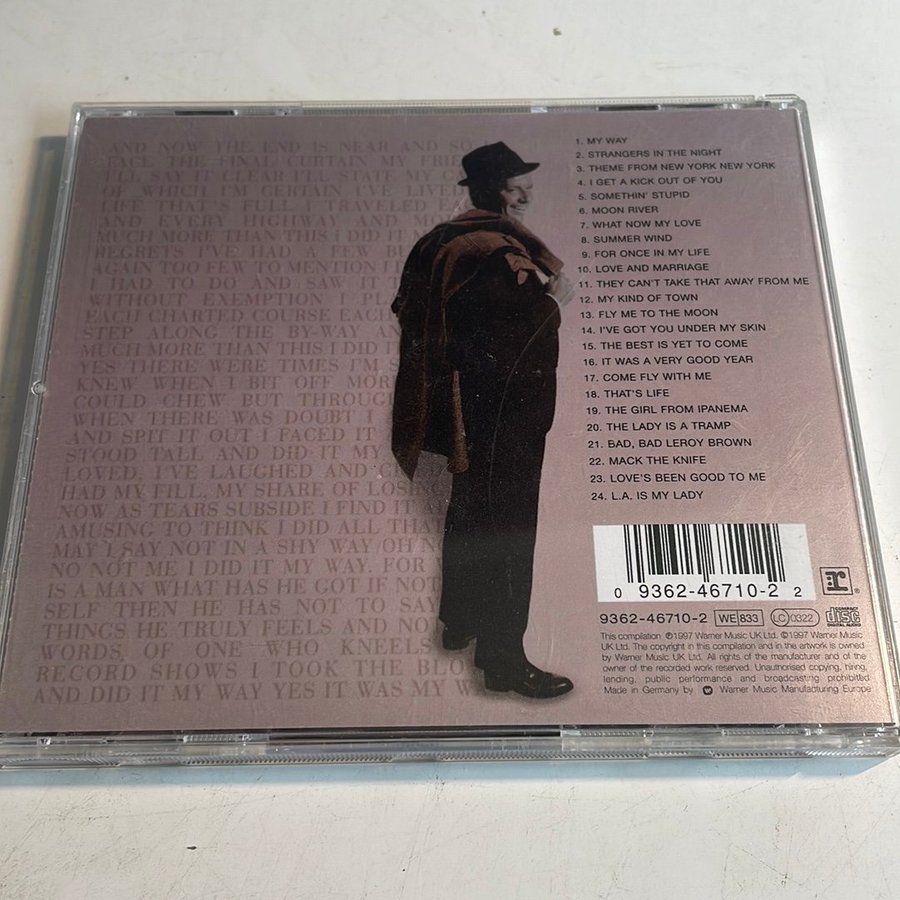 AND NOW THE END IS NEAR AND SO
FACE THE FINAL CURTAIN MY FRIE
I'LL SAY IT CLEAR I'LL STATE MY C
OF WHICH I'M CERTAIN I'VE LIVED
LIFE THAT'S FULL I TRAVELED EA
AND EVERY HIGHWAY AND MO
MUCH MORE THAN THIS I DID IT M
REGRETS I'VE HAD A FEW BU
AGAIN TOO FEW TO MENTION I
I HAD TO DO AND SAW IT
WITHOUT EXEMPTION I PL
EACH CHARTED COURSE EACH
STEP ALONG THE BY-WAY AN
MUCH MORE THAN THIS I DID IT
YES THERE WERE TIMES I'M S
KNEW WHEN I BIT OFF MORE
COULD CHEW BUT THROUGH
WHEN THERE WAS DOUBT I
AND SPIT IT OUT I FACED IT
STOOD TALL AND DID IT MY
LOVED, I'VE LAUGHED AND CR
HAD MY FILL, MY SHARE OF LOSING
NOW AS TEARS SUBSIDE I FIND IT AL
AMUSING TO THINK I DID ALL THAT
MAY I SAY NOT IN A SHY WAY OH N
NO NOT ME I DID IT MY WAY. FOR
IS A MAN WHAT HAS HE GOT IF NOT
SELF THEN HE HAS NOT TO SAY
THINGS HE TRULY FEELS AND NO
WORDS, OF ONE WHO KNEELS
RECORD SHOWS I TOOK THE BLO
AND DID IT MY WAY YES IT WAS MY W
1. MY WAY
2. STRANGERS IN THE NIGHT
3. THEME FROM NEW YORK NEW YORK
4. I GET A KICK OUT OF YOU
5. SOMETHIN' STUPID
6. MOON RIVER
7. WHAT NOW MY LOVE
8. SUMMER WIND
9. FOR ONCE IN MY LIFE
10. LOVE AND MARRIAGE
11. THEY CAN'T TAKE THAT AWAY FROM ME
12. MY KIND OF TOWN
13. FLY ME TO THE MOON
14. I'VE GOT YOU UNDER MY SKIN
15. THE BEST IS YET TO COME
16. IT WAS A VERY GOOD YEAR
17. COME FLY WITH ME
18. THAT'S LIFE
19. THE GIRL FROM IPANEMA
20. THE LADY IS A TRAMP
21. BAD, BAD LEROY BROWN
22. MACK THE KNIFE
23. LOVE'S BEEN GOOD TO ME
24. L.A. IS MY LADY
0 9362-46710-2 2
r®
9362-46710-2 WE 833 LC 0322 COMPACT disc DIGITAL AUDIO
This compilation ℗1997 Warner Music UK Ltd. ©1997 Warner Music
UK Ltd. The copyright in this compilation and in the artwork is owned
by Warner Music UK Ltd. All rights of the manufacturer and of the
owner of the recorded work reserved. Unauthorised copying, hiring,
lending, public performance and broadcasting prohibited
Made in Germany by Warner Music Manufacturing Europe